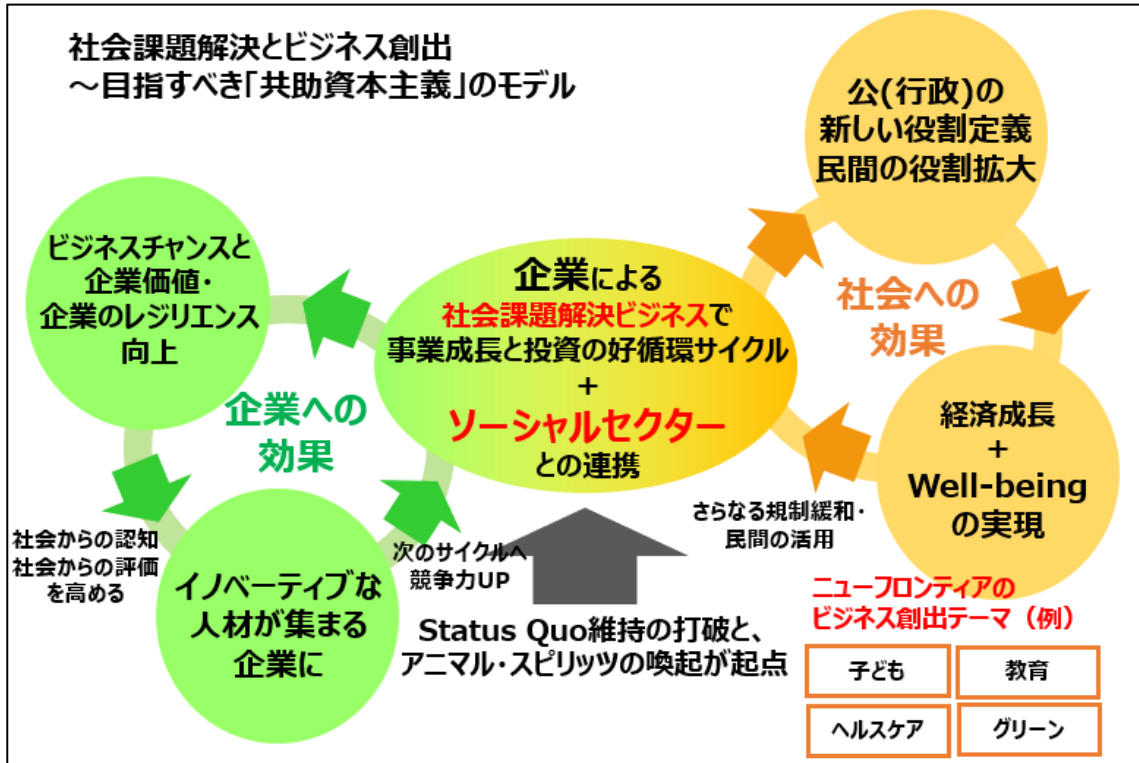 社会課題解決とビジネス創出
～目指すべき「共助資本主義」のモデル
公(行政)の
新しい役割定義
民間の役割拡大
ビジネスチャンスと
企業価値・
企業のレジリエンス
向上
企業による
社会課題解決ビジネスで
事業成長と投資の好循環サイクル
+
ソーシャルセクター
との連携
社会への
効果
企業への
効果
経済成長
+
Well-being
の実現
社会からの認知
社会からの評価
を高める
イノベーティブな
人材が集まる
企業に
次のサイクルへ
競争力UP
さらなる規制緩和・
民間の活用
Status Quo維持の打破と、
アニマル・スピリッツの喚起が起点
ニューフロンティアの
ビジネス創出テーマ（例）
子ども
教育
ヘルスケア
グリーン